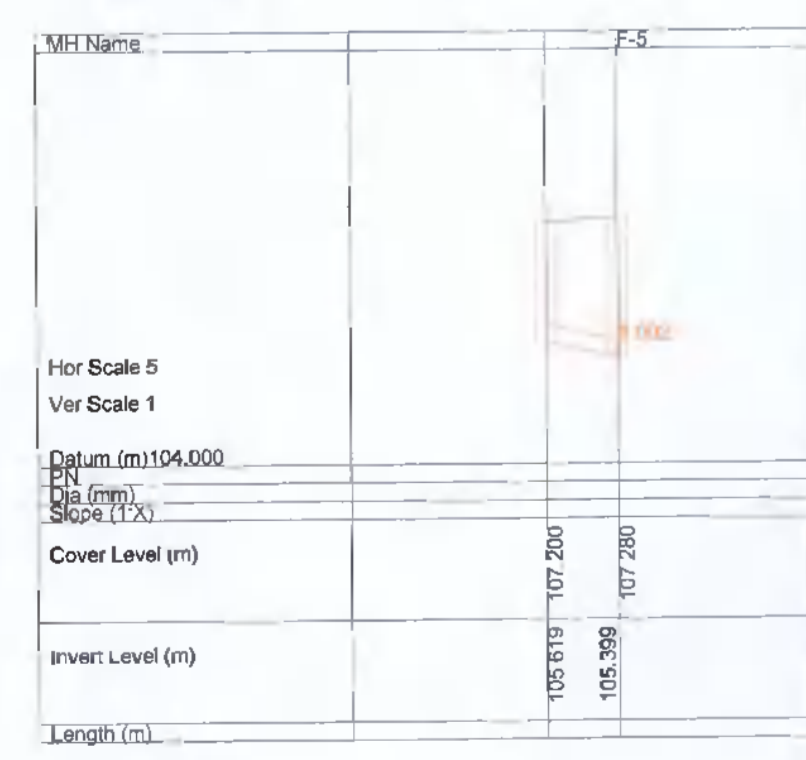 MH Name F-5
Hor Scale 5
Ver Scale 1
Datum (m)104.000
PN
Dia (mm)
Slope (1:X)
Cover Level (m) 107.200 107.280
Invert Level (m) 105.619 105.399
Length (m)